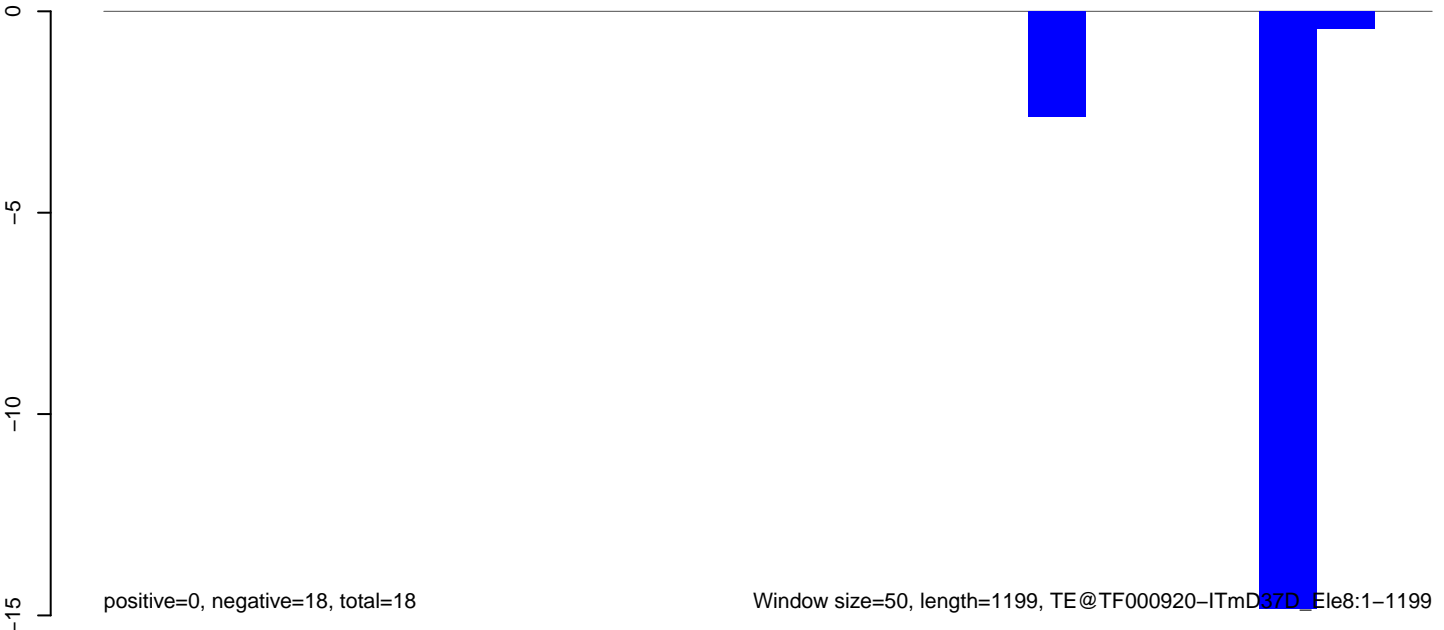 0
−5
−10
−15
positive=0, negative=18, total=18
Window size=50, length=1199, TE@TF000920−ITmD37D_Ele8:1−1199